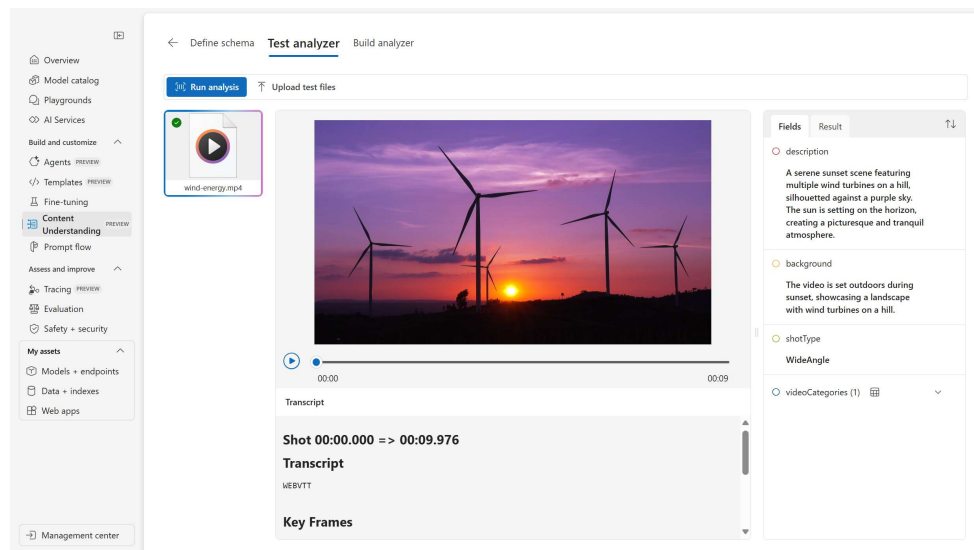 Overview
Model catalog
Playgrounds
AI Services
Build and customize
Agents PREVIEW
</> Templates PREVIEW
Fine-tuning
Content
Understanding PREVIEW
Prompt flow
Assess and improve
Tracing PREVIEW
Evaluation
Safety + security
My assets
Models + endpoints
Data + indexes
Web apps
Management center
Define schema Test analyzer Build analyzer
Run analysis Upload test files
wind-energy.mp4
00:00 00:09
Transcript
Shot 00:00.000 => 00:09.976
Transcript
WEBVTT
Key Frames
Fields Result
description
A serene sunset scene featuring
multiple wind turbines on a hill,
silhouetted against a purple sky.
The sun is setting on the horizon,
creating a picturesque and tranquil
atmosphere.
background
The video is set outdoors during
sunset, showcasing a landscape
with wind turbines on a hill.
shotType
WideAngle
videoCategories (1)